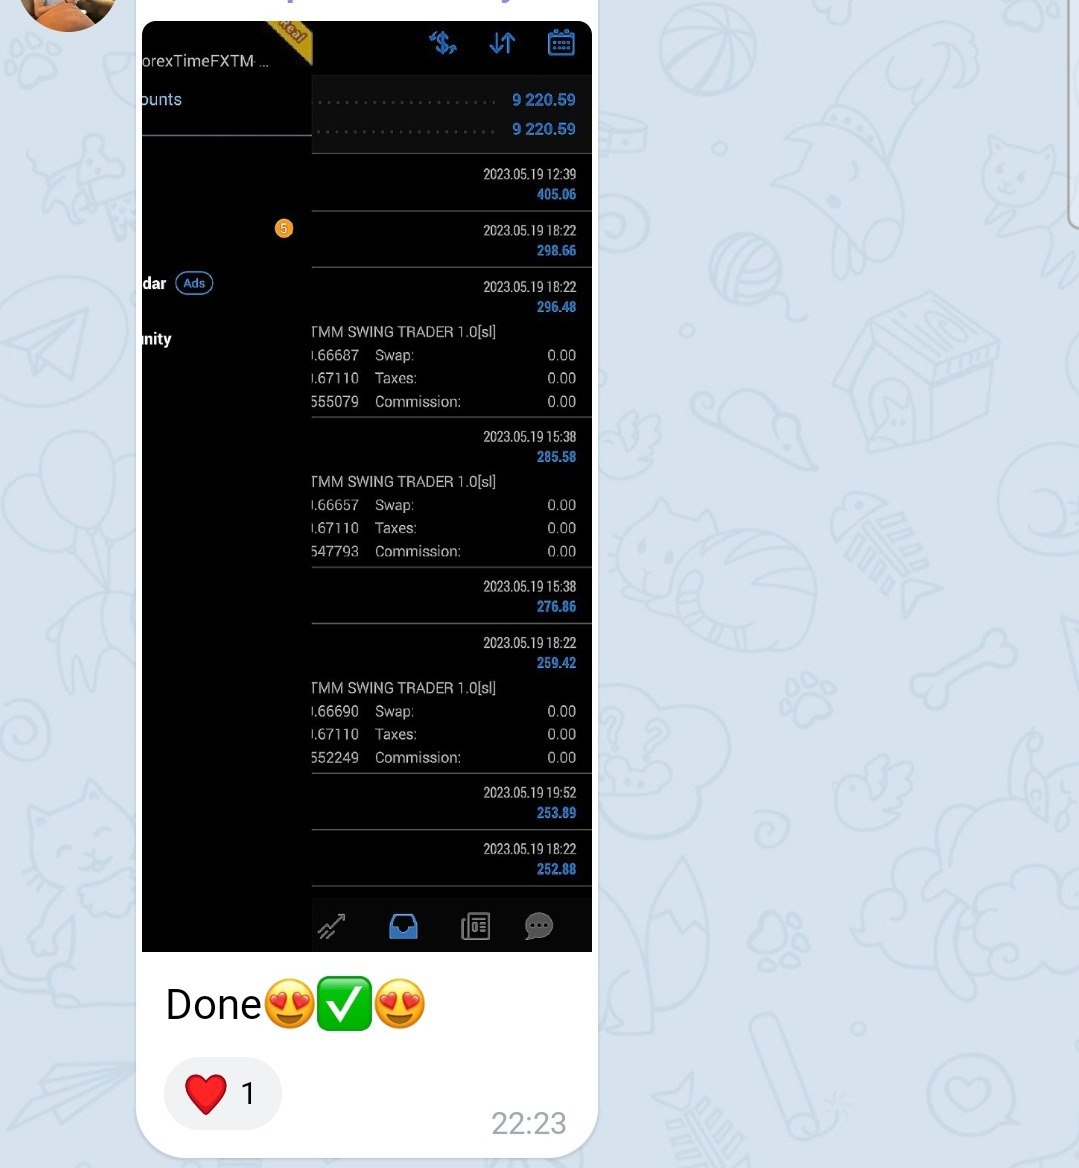 Real
orexTimeFXTM ...
ounts
9 220.59
9 220.59
2023.05.19 12:39
405.06
5
2023.05.19 18:22
298.66
dar Ads
2023.05.19 18:22
296.48
TMM SWING TRADER 1.0[sl]
unity
.66687 Swap: 0.00
.67110 Taxes: 0.00
555079 Commission: 0.00
2023.05.19 15:38
285.58
TMM SWING TRADER 1.0[sl]
.66657 Swap: 0.00
.67110 Taxes: 0.00
547793 Commission: 0.00
2023.05.19 15:38
276.86
2023.05.19 18:22
259.42
TMM SWING TRADER 1.0[sl]
.66690 Swap: 0.00
.67110 Taxes: 0.00
552249 Commission: 0.00
2023.05.19 19:52
253.89
2023.05.19 18:22
252.88
Done😍✅😍
❤️ 1
22:23